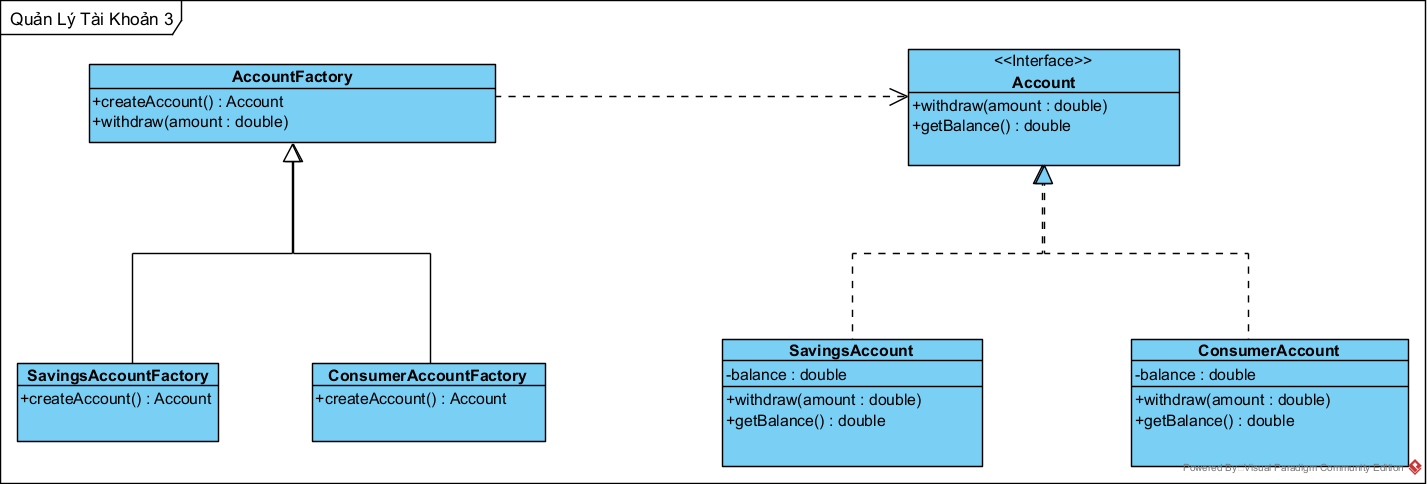 Quản Lý Tài Khoản 3
AccountFactory
+createAccount() : Account
+withdraw(amount : double)
<<Interface>>
Account
+withdraw(amount : double)
+getBalance() : double
SavingsAccountFactory
+createAccount() : Account
ConsumerAccountFactory
+createAccount() : Account
SavingsAccount
-balance : double
+withdraw(amount : double)
+getBalance() : double
ConsumerAccount
-balance : double
+withdraw(amount : double)
+getBalance() : double
Powered By: Visual Paradigm Community Edition